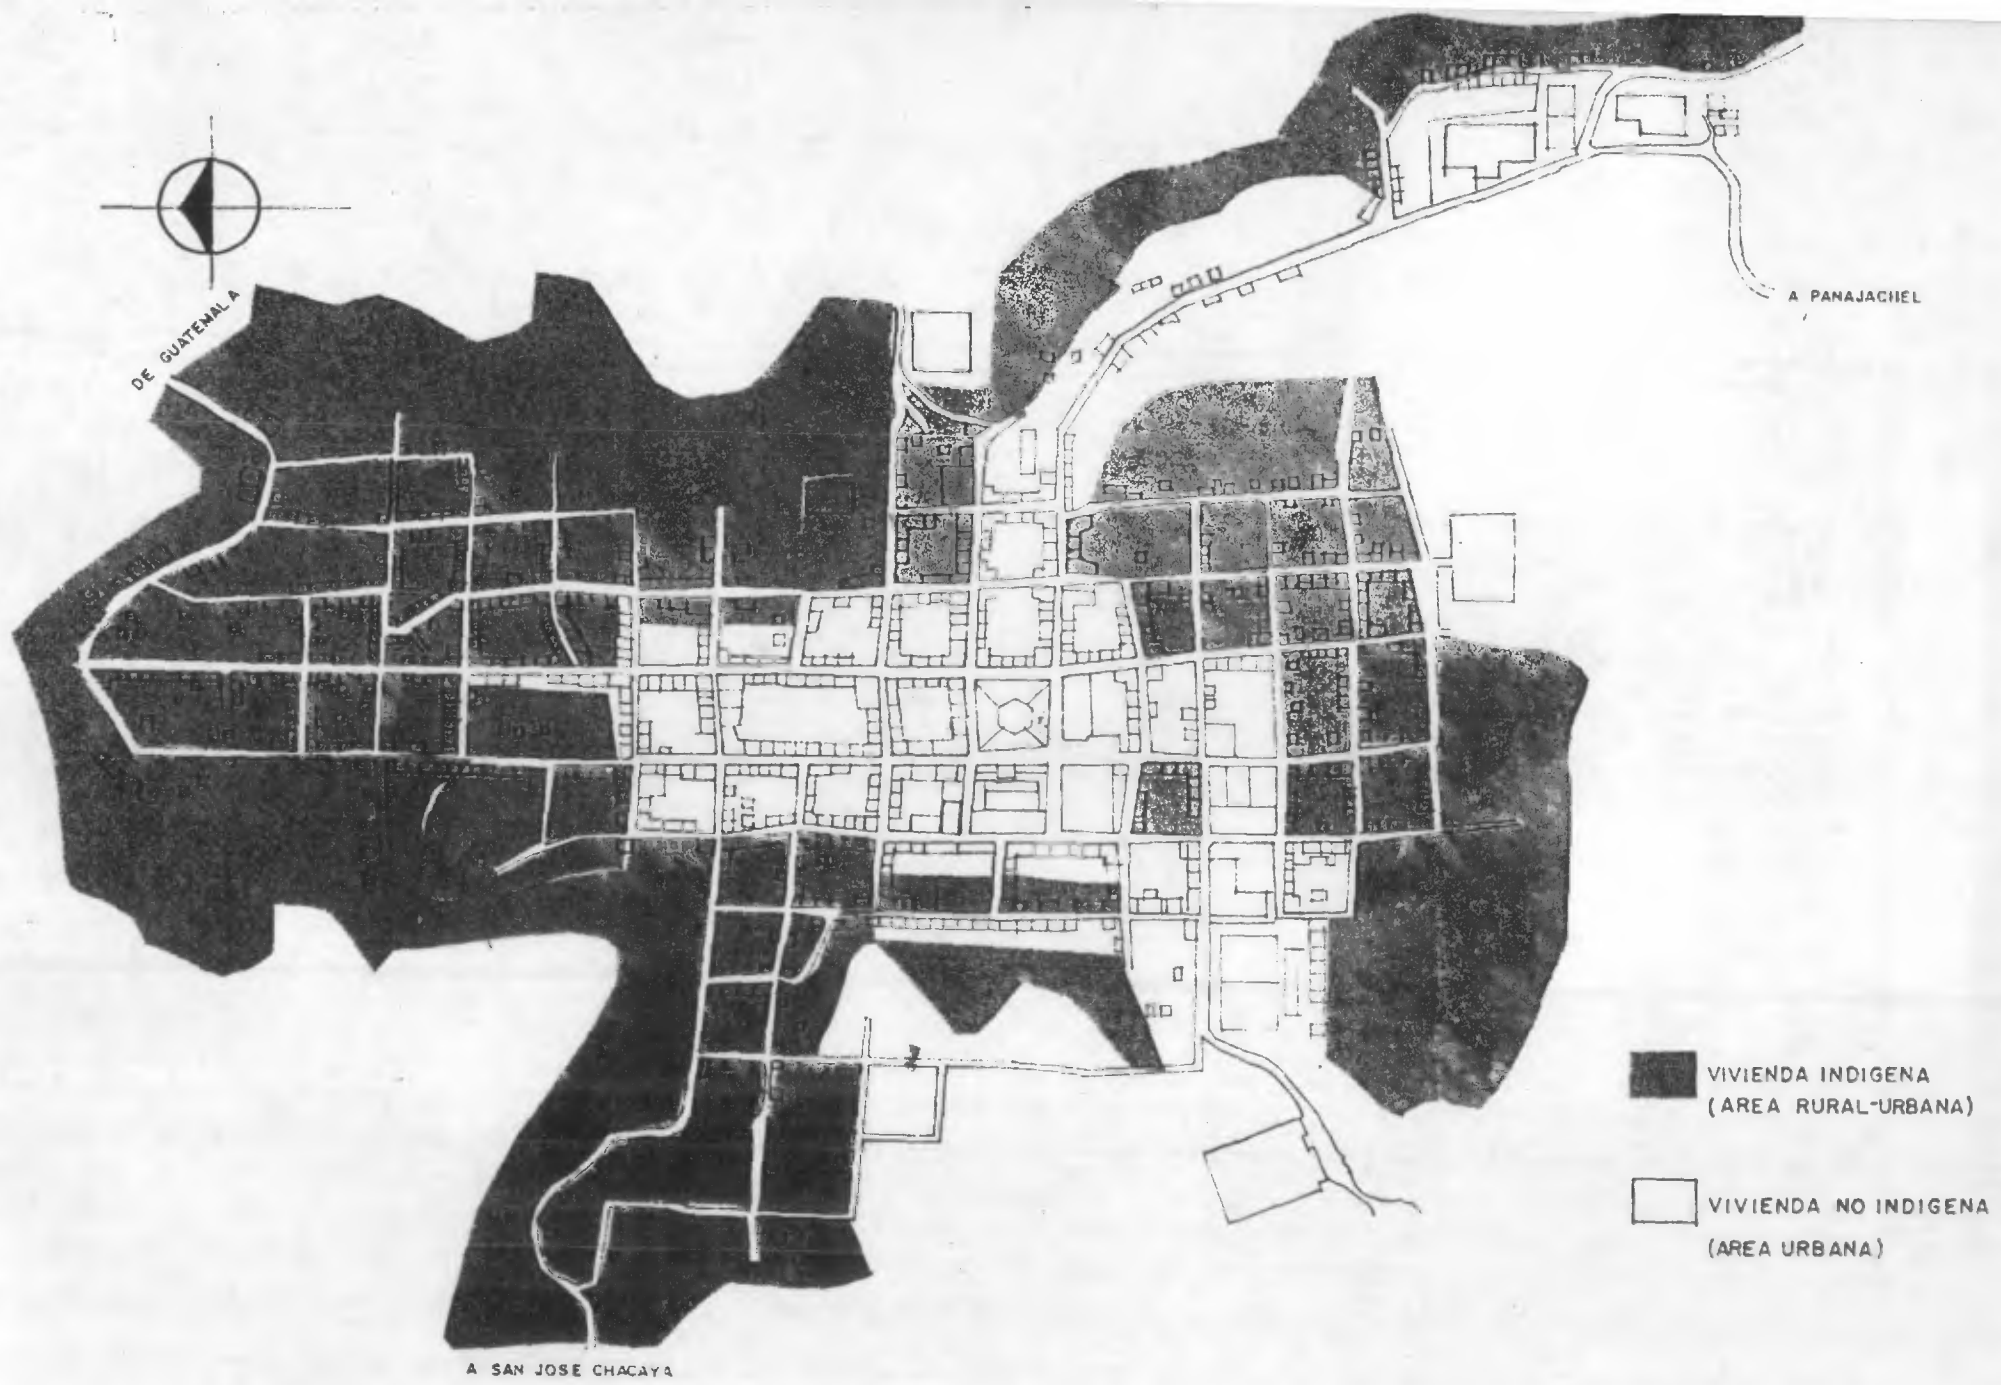 DE GUATEMALA
A PANAJACHEL
VIVIENDA INDIGENA
(AREA RURAL-URBANA)
VIVIENDA NO INDIGENA
(AREA URBANA)
A SAN JOSE CHACAYA